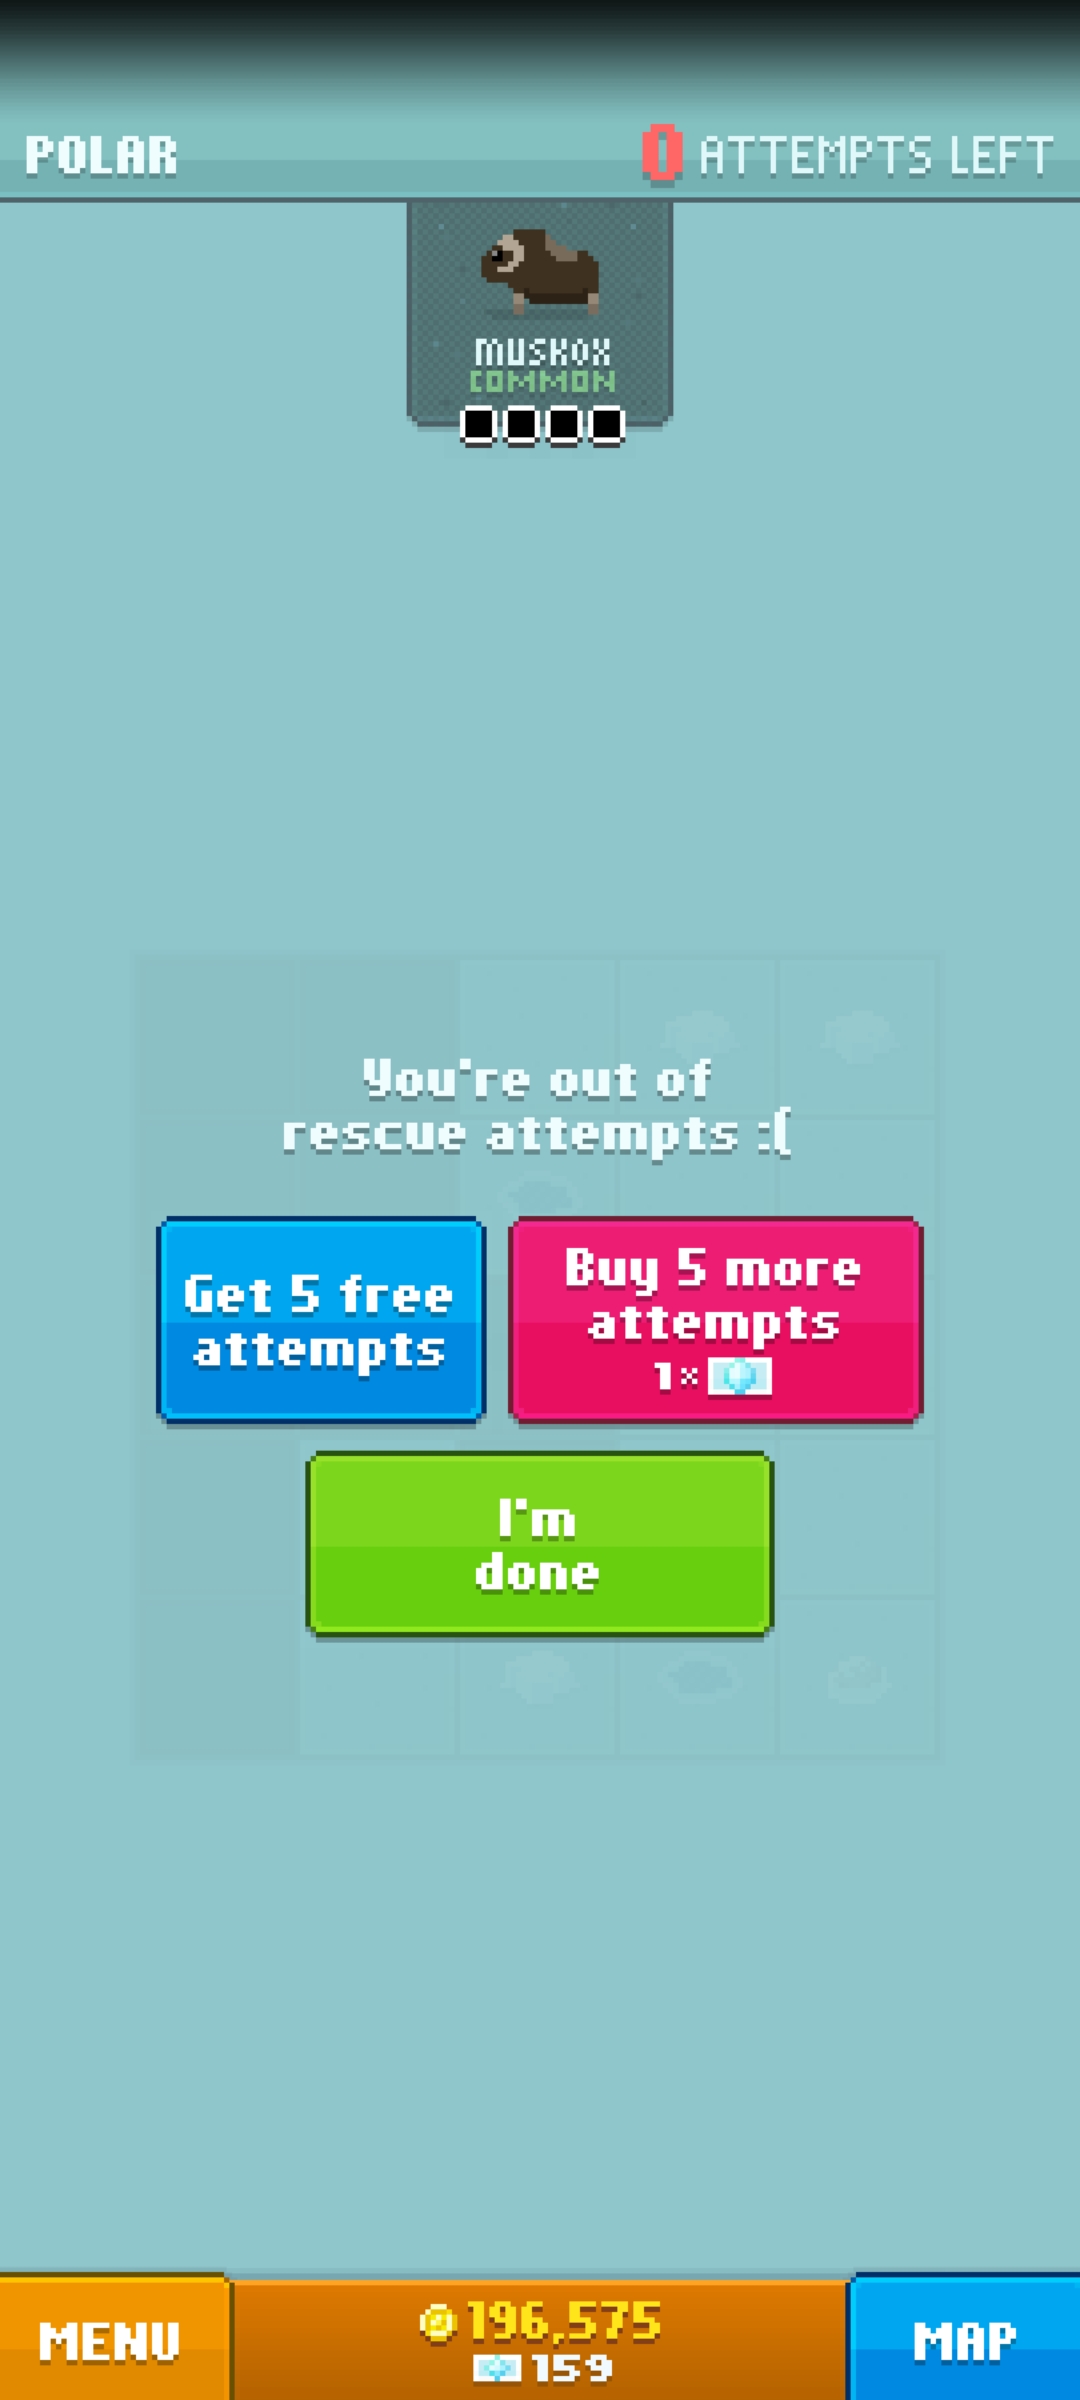 POLAR
0 ATTEMPTS LEFT
MUSKOX
COMMON
You're out of
rescue attempts :(
Get 5 free
attempts
Buy 5 more
attempts
1×
I'm
done
MENU
196,575
159
MAP